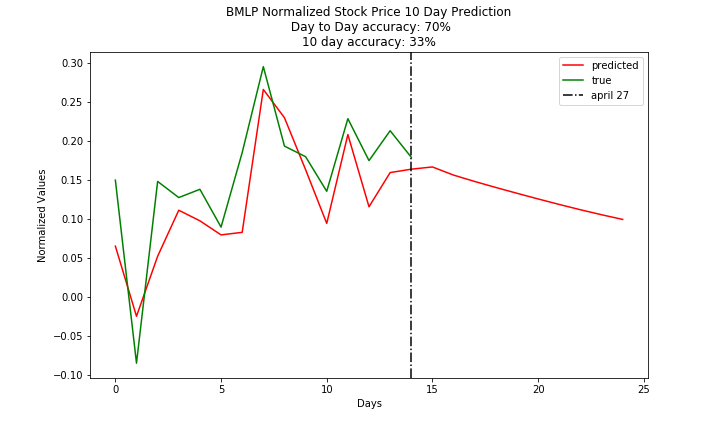 BMLP Normalized Stock Price 10 Day Prediction
Day to Day accuracy: 70%
10 day accuracy: 33%
predicted
true
april 27
0.30
0.25
0.20
0.15
0.10
0.05
0.00
−0.05
−0.10
Normalized Values
0
5
10
15
20
25
Days